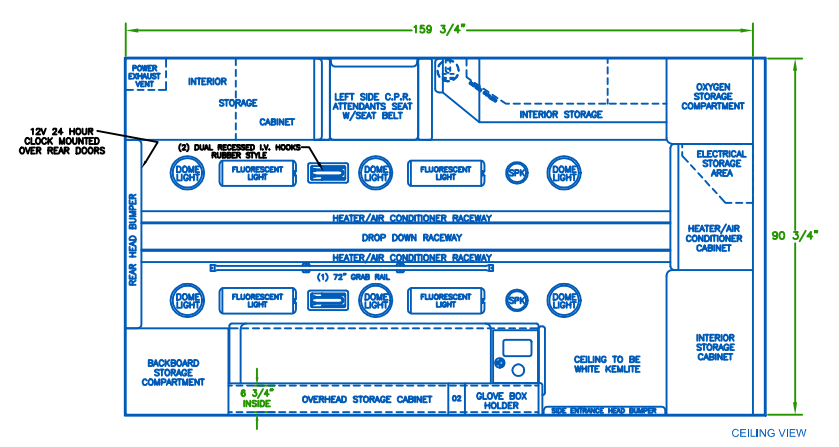 159 3/4"
POWER
EXHAUST
VENT
INTERIOR
STORAGE
CABINET
LEFT SIDE C.P.R.
ATTENDANTS SEAT
W/SEAT BELT
INTERIOR STORAGE
OXYGEN
STORAGE
COMPARTMENT
12V 24 HOUR
CLOCK MOUNTED
OVER REAR DOORS
(2) DUAL RECESSED I.V. HOOKS
RUBBER STYLE
ELECTRICAL
STORAGE
AREA
DOME
LIGHT
FLUORESCENT
LIGHT
DOME
LIGHT
FLUORESCENT
LIGHT
SPK
DOME
LIGHT
REAR HEAD BUMPER
HEATER/AIR CONDITIONER RACEWAY
DROP DOWN RACEWAY
HEATER/AIR CONDITIONER RACEWAY
HEATER/AIR
CONDITIONER
CABINET
90 3/4"
(1) 72" GRAB RAIL
DOME
LIGHT
FLUORESCENT
LIGHT
DOME
LIGHT
FLUORESCENT
LIGHT
SPK
DOME
LIGHT
BACKBOARD
STORAGE
COMPARTMENT
CEILING TO BE
WHITE KEMLITE
INTERIOR
STORAGE
CABINET
6 3/4"
INSIDE
OVERHEAD STORAGE CABINET
02
GLOVE BOX
HOLDER
SIDE ENTRANCE HEAD BUMPER
CEILING VIEW